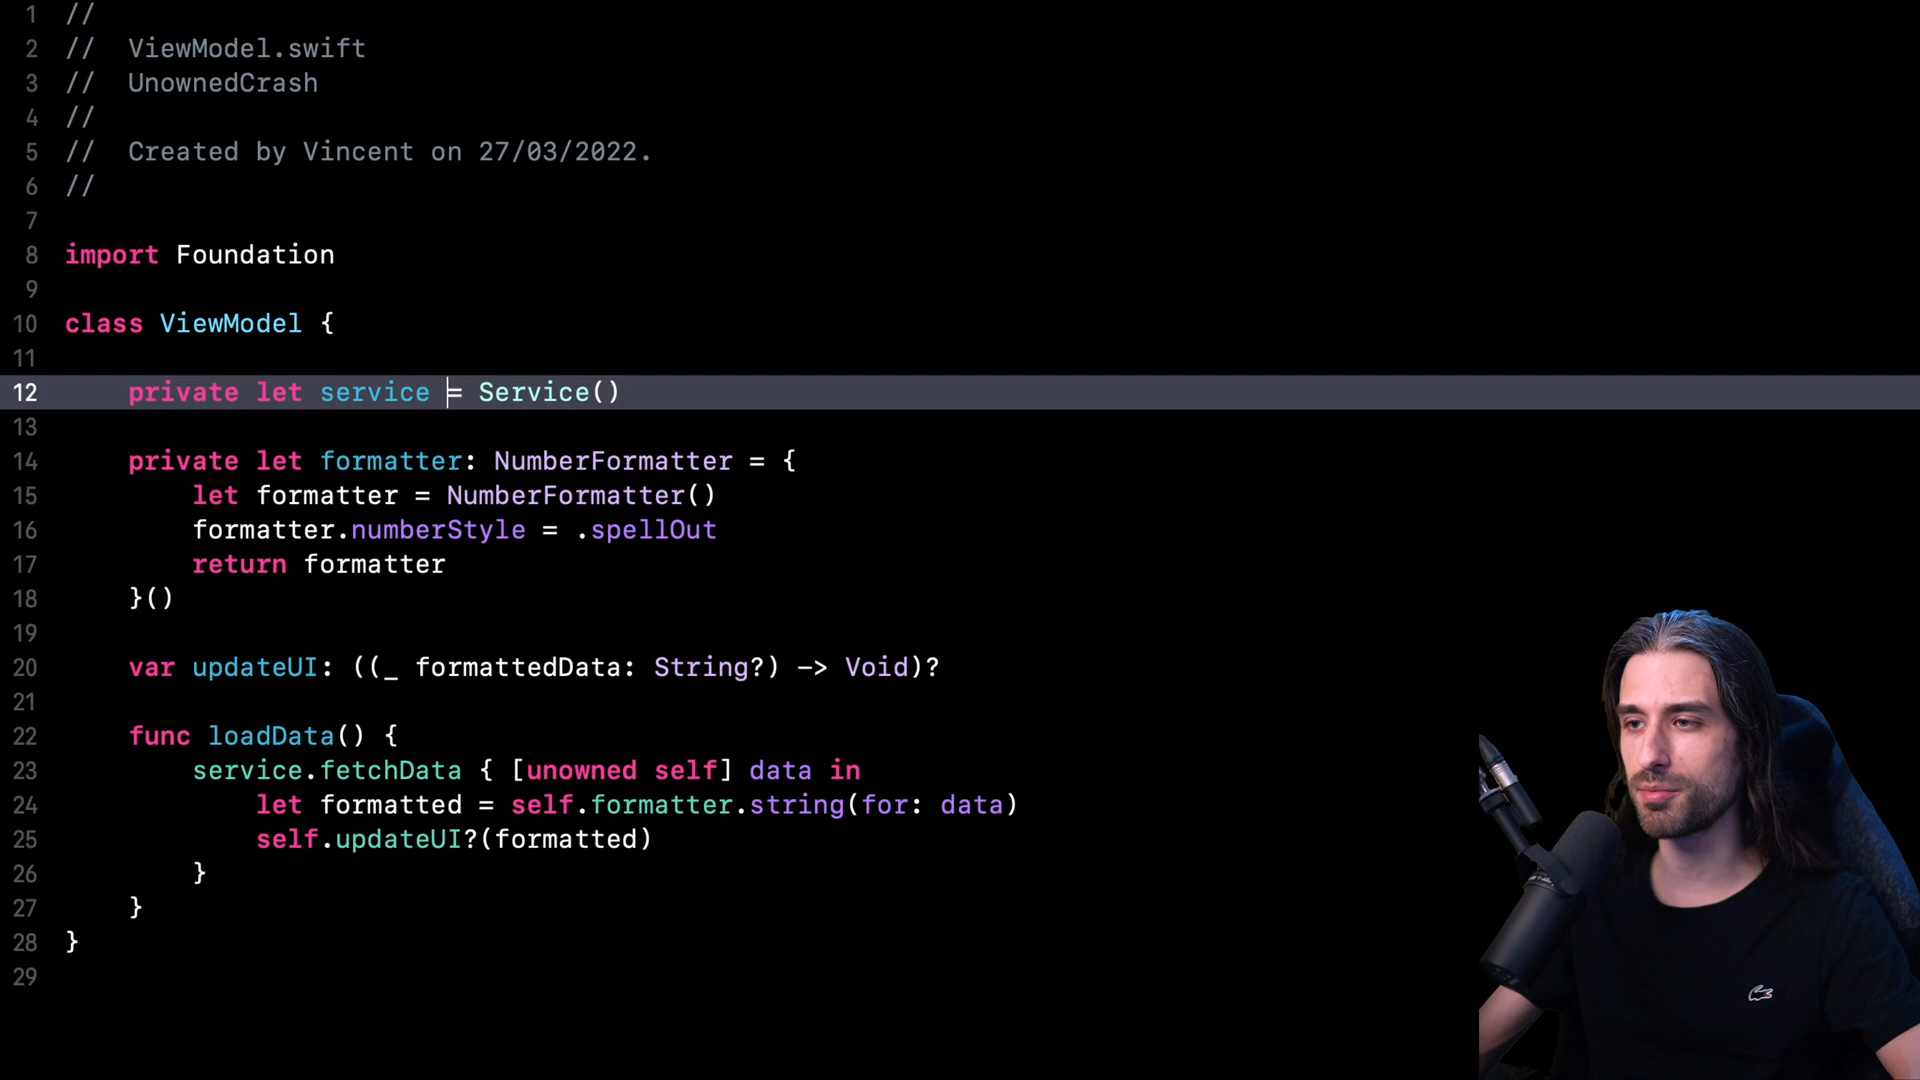 1 //
2 //  ViewModel.swift
3 //  UnownedCrash
4 //
5 //  Created by Vincent on 27/03/2022.
6 //
7
8 import Foundation
9
10 class ViewModel {
11
12     private let service = Service()
13
14     private let formatter: NumberFormatter = {
15         let formatter = NumberFormatter()
16         formatter.numberStyle = .spellOut
17         return formatter
18     }()
19
20     var updateUI: ((_ formattedData: String?) -> Void)?
21
22     func loadData() {
23         service.fetchData { [unowned self] data in
24             let formatted = self.formatter.string(for: data)
25             self.updateUI?(formatted)
26         }
27     }
28 }
29